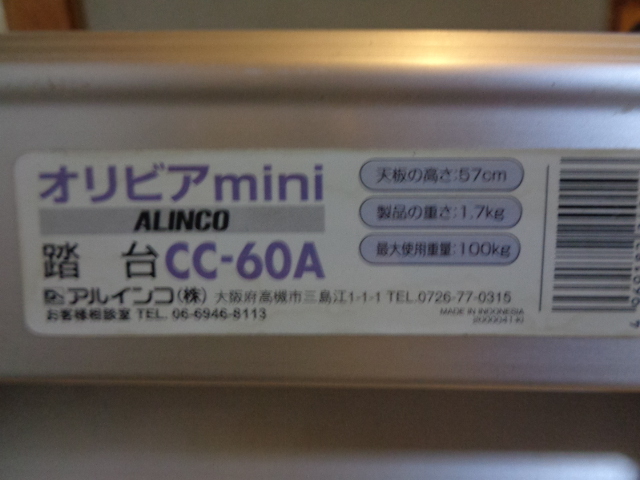 オリビアmini
ALINCO
踏 台 CC-60A
天板の高さ:57cm
製品の重さ:1.7kg
最大使用重量:100kg
アルインコ(株) 大阪府高槻市三島江1-1-1 TEL.0726-77-0315
お客様相談室 TEL. 06-6946-8113
MADE IN INDONESIA